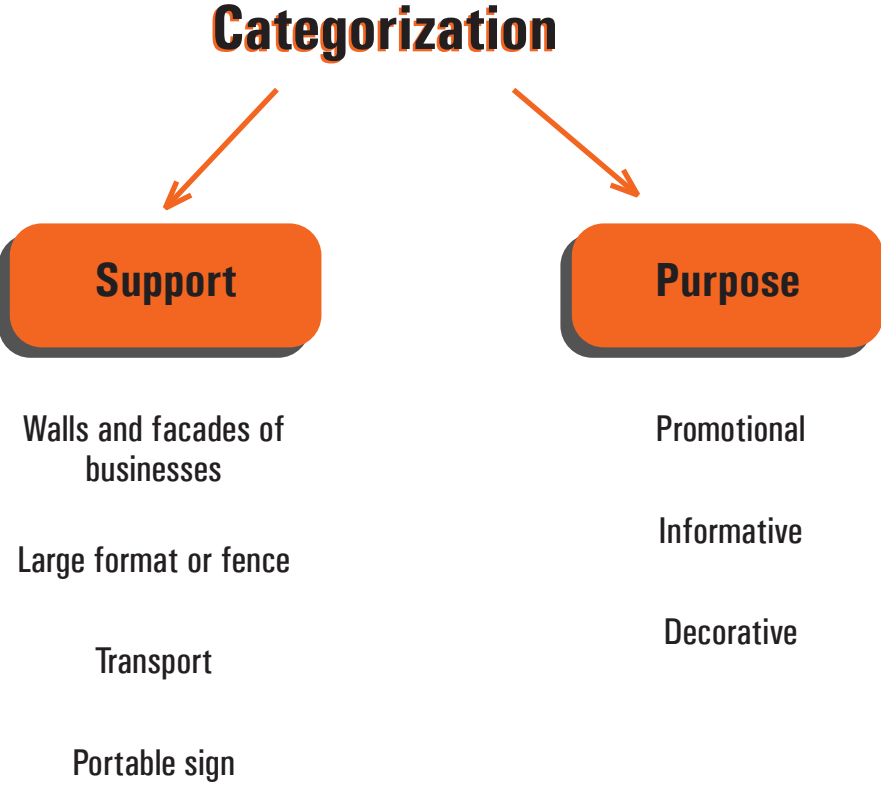 Categorization
Support
Walls and facades of
businesses
Large format or fence
Transport
Portable sign
Purpose
Promotional
Informative
Decorative